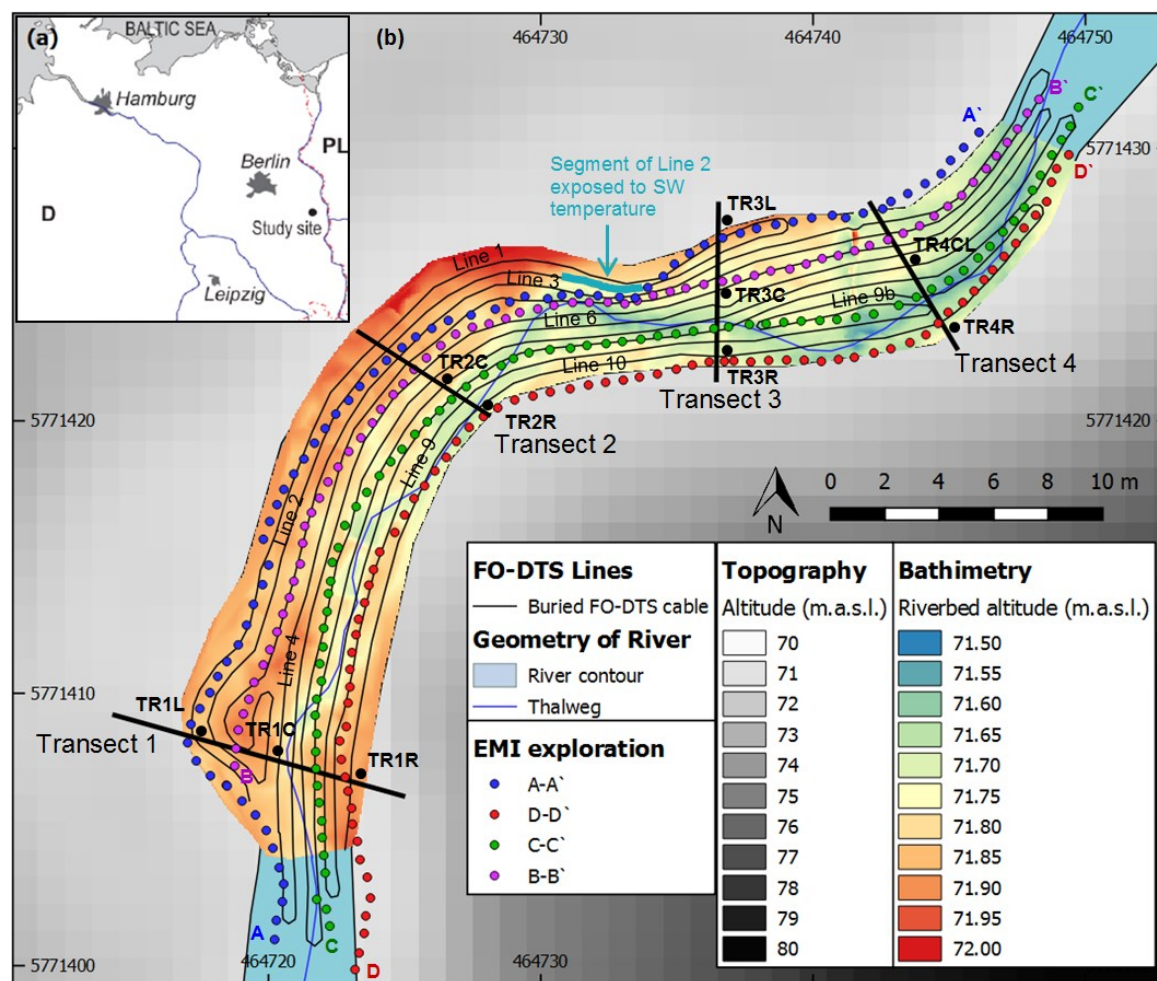 (a)
BALTIC SEA
Hamburg
PL
Berlin
D
Study site
Leipzig
(b)
464730
464740
464750
B`
C`
A`
5771430
D`
Segment of Line 2
exposed to SW
temperature
TR3L
TR4CL
Line 1
Line 3
TR3C
Line 9b
Line 6
TR4R
TR2C
Line 10
TR3R
Transect 4
Transect 3
5771420
TR2R
5771420
Transect 2
Line 9
Line 2
0 2 4 6 8 10 m
N
Line 4
5771410
TR1L
TR1C
Transect 1
TR1R
B
A
C
D
5771400
464720
464730
FO-DTS Lines
Buried FO-DTS cable
Geometry of River
River contour
Thalweg
EMI exploration
A-A`
D-D`
C-C`
B-B`
Topography
Altitude (m.a.s.l.)
70
71
72
73
74
75
76
77
78
79
80
Bathimetry
Riverbed altitude (m.a.s.l.)
71.50
71.55
71.60
71.65
71.70
71.75
71.80
71.85
71.90
71.95
72.00